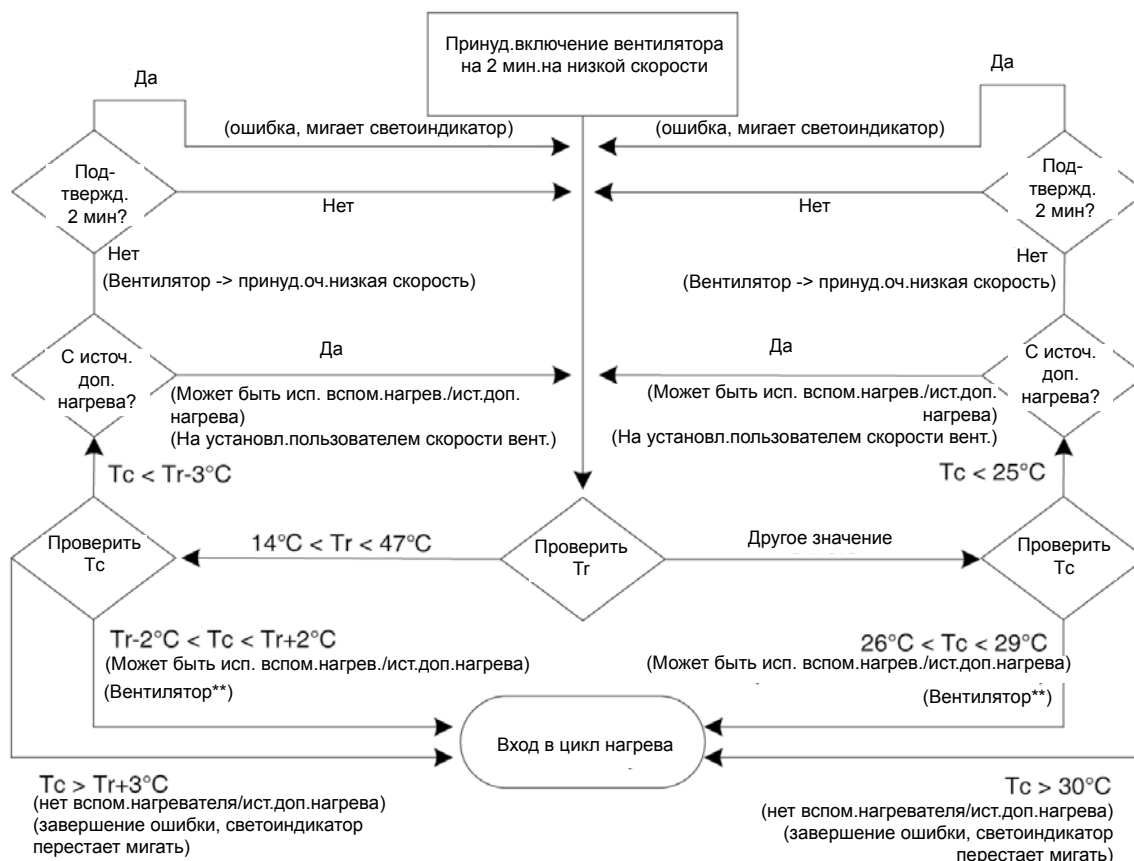 Принуд.включение вентилятора
на 2 мин.на низкой скорости
Да
Да
(ошибка, мигает светоиндикатор)
(ошибка, мигает светоиндикатор)
Под-
твержд.
2 мин?
Под-
твержд.
2 мин?
Нет
Нет
Нет
(Вентилятор -> принуд.оч.низкая скорость)
Нет
(Вентилятор -> принуд.оч.низкая скорость)
С источ.
доп.
нагрева?
Да
(Может быть исп. вспом.нагрев./ист.доп.
нагрева)
(На установл.пользователем скорости вент.)
Да
(Может быть исп. вспом.нагрев./ист.доп.
нагрева)
(На установл.пользователем скорости вент.)
С источ.
доп.
нагрева?
Tc < Tr-3°C
Tc < 25°C
Проверить
Tc
14°C < Tr < 47°C
Проверить
Tr
Другое значение
Проверить
Tc
Tr-2°C < Tc < Tr+2°C
(Может быть исп. вспом.нагрев./ист.доп.нагрева)
(Вентилятор**)
26°C < Tc < 29°C
(Может быть исп. вспом.нагрев./ист.доп.нагрева)
(Вентилятор**)
Вход в цикл нагрева
Tc > Tr+3°C
(нет вспом.нагревателя/ист.доп.нагрева)
(завершение ошибки, светоиндикатор
перестает мигать)
Tc > 30°C
(нет вспом.нагревателя/ист.доп.нагрева)
(завершение ошибки, светоиндикатор
перестает мигать)